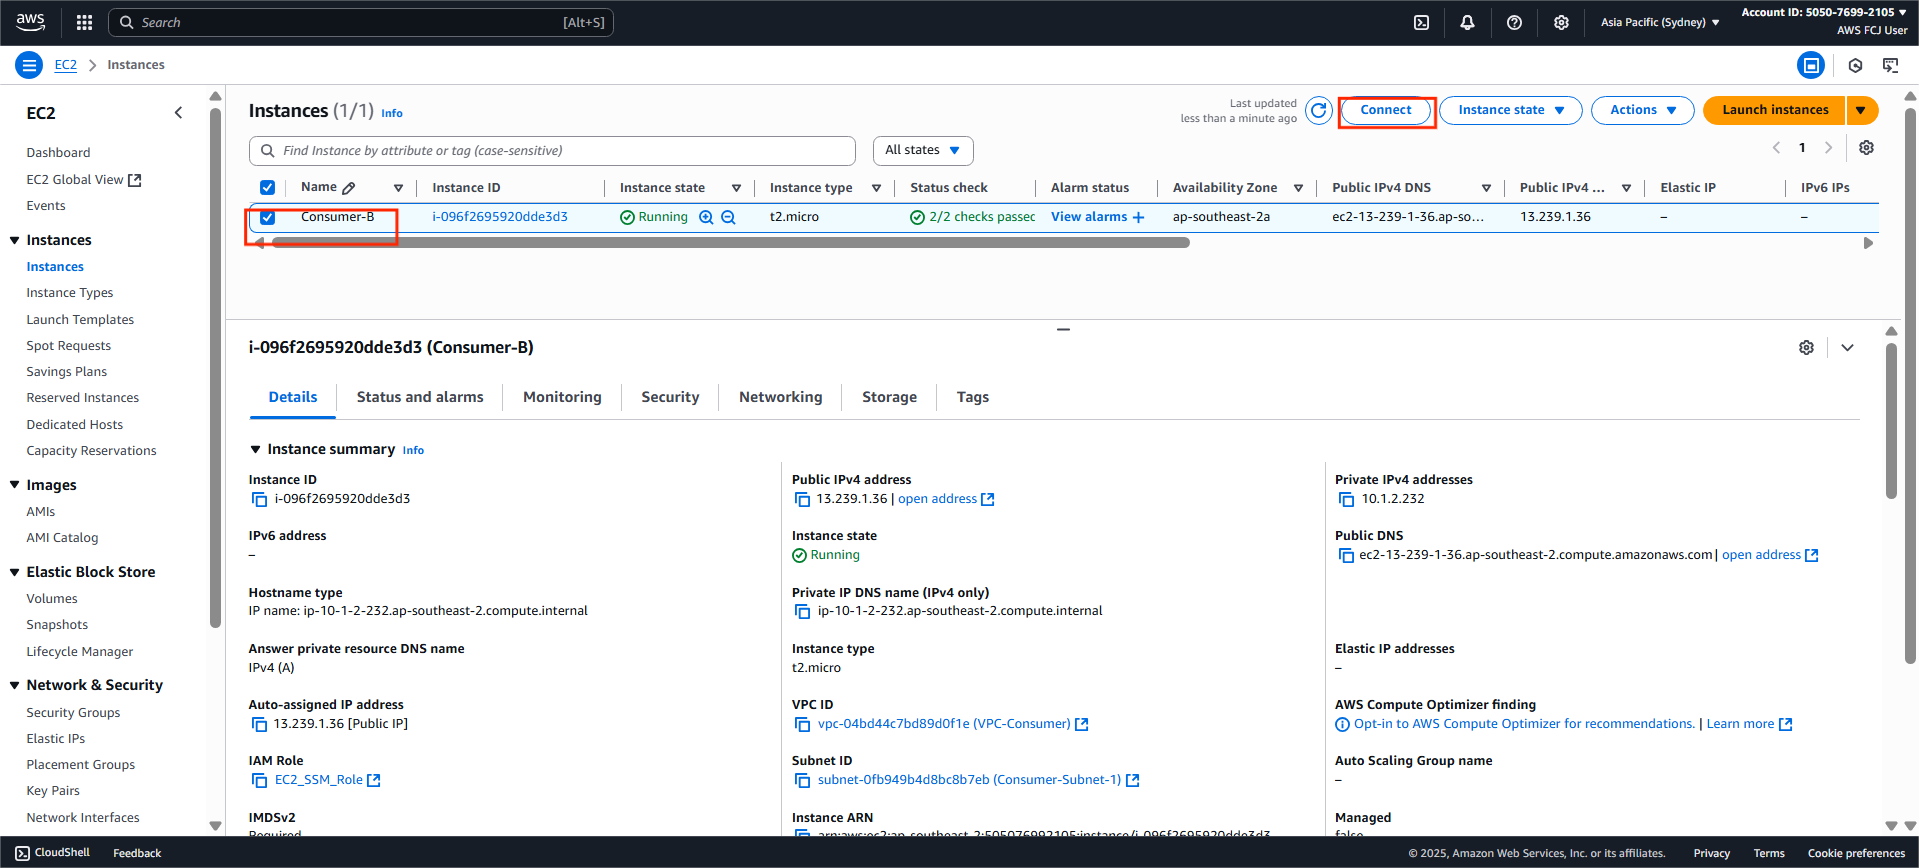 aws
Search [Alt+S]
Asia Pacific (Sydney)
Account ID: 5050-7699-2105
AWS FCJ User
EC2 > Instances
EC2
Dashboard
EC2 Global View
Events
Instances
Instances
Instance Types
Launch Templates
Spot Requests
Savings Plans
Reserved Instances
Dedicated Hosts
Capacity Reservations
Images
AMIs
AMI Catalog
Elastic Block Store
Volumes
Snapshots
Lifecycle Manager
Network & Security
Security Groups
Elastic IPs
Placement Groups
Key Pairs
Network Interfaces
Instances (1/1) Info
Last updated
less than a minute ago
Connect
Instance state
Actions
Launch instances
Find Instance by attribute or tag (case-sensitive)
All states
1
Name Instance ID Instance state Instance type Status check Alarm status Availability Zone Public IPv4 DNS Public IPv4 ... Elastic IP IPv6 IPs
Consumer-B i-096f2695920dde3d3 Running t2.micro 2/2 checks passec View alarms + ap-southeast-2a ec2-13-239-1-36.ap-so... 13.239.1.36 – –
i-096f2695920dde3d3 (Consumer-B)
Details Status and alarms Monitoring Security Networking Storage Tags
Instance summary Info
Instance ID
i-096f2695920dde3d3
Public IPv4 address
13.239.1.36 | open address
Private IPv4 addresses
10.1.2.232
IPv6 address
–
Instance state
Running
Public DNS
ec2-13-239-1-36.ap-southeast-2.compute.amazonaws.com | open address
Hostname type
IP name: ip-10-1-2-232.ap-southeast-2.compute.internal
Private IP DNS name (IPv4 only)
ip-10-1-2-232.ap-southeast-2.compute.internal
Answer private resource DNS name
IPv4 (A)
Instance type
t2.micro
Elastic IP addresses
–
Auto-assigned IP address
13.239.1.36 [Public IP]
VPC ID
vpc-04bd44c7bd89d0f1e (VPC-Consumer)
AWS Compute Optimizer finding
Opt-in to AWS Compute Optimizer for recommendations. | Learn more
IAM Role
EC2_SSM_Role
Subnet ID
subnet-0fb949b4d8bc8b7eb (Consumer-Subnet-1)
Auto Scaling Group name
–
IMDSv2
Required
Instance ARN
arn:aws:ec2:ap-southeast-2:505076992105:instance/i-096f2695920dde3d3
Managed
false
CloudShell Feedback
© 2025, Amazon Web Services, Inc. or its affiliates. Privacy Terms Cookie preferences